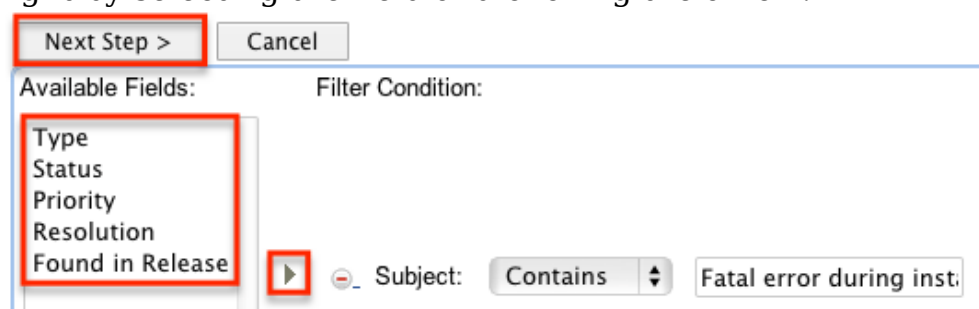 Next Step > Cancel
Available Fields: Filter Condition:
Type
Status
Priority
Resolution
Found in Release
Subject: Contains Fatal error during inst